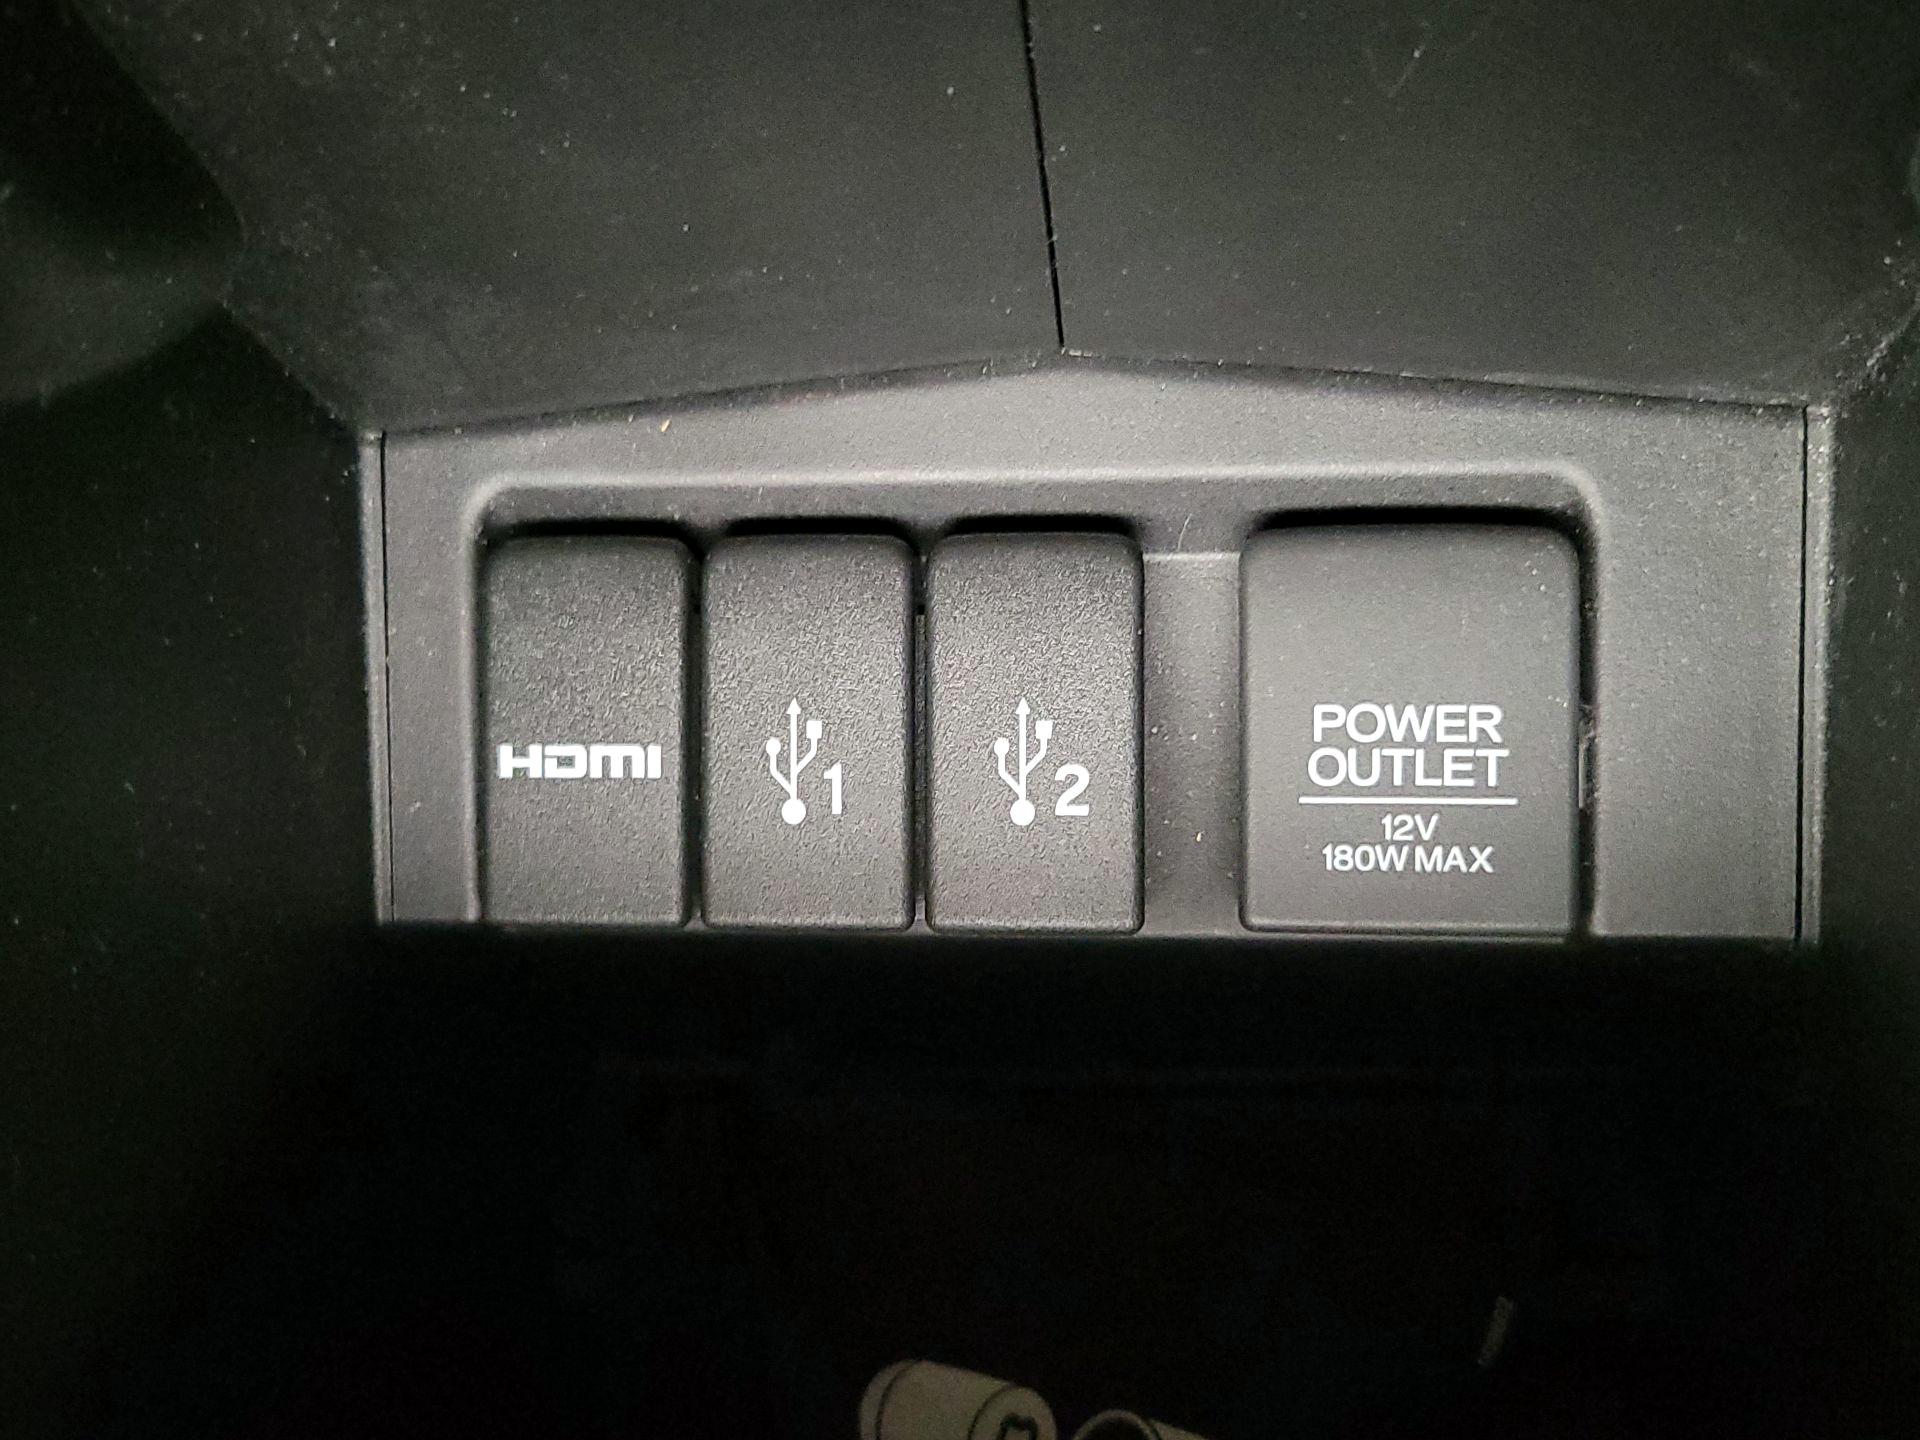 HDMI
1
2
POWER
OUTLET
12V
180W MAX